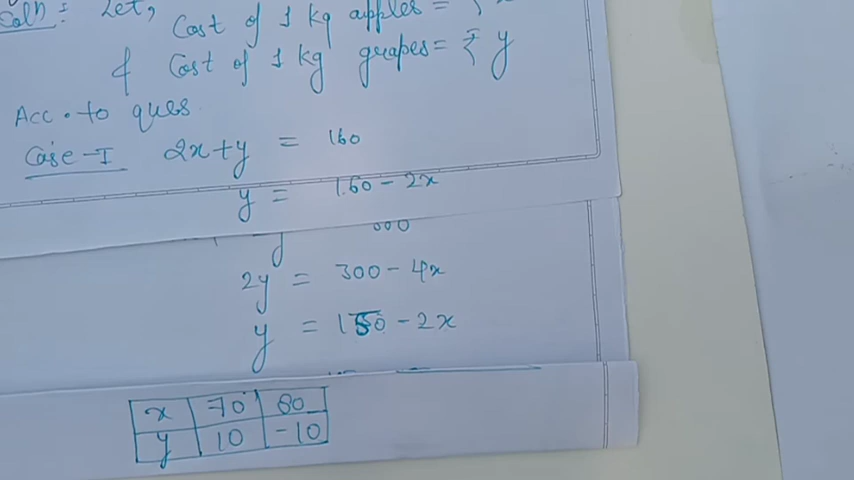 Soln: Let, Cost of 1 kg apples = ₹ x
& Cost of 1 kg grapes = ₹ y
Acc. to ques
Case-I 2x+y = 160
y = 160-2x
y 300
2y = 300-4x
y = 150-2x
x 70 80
y 10 -10